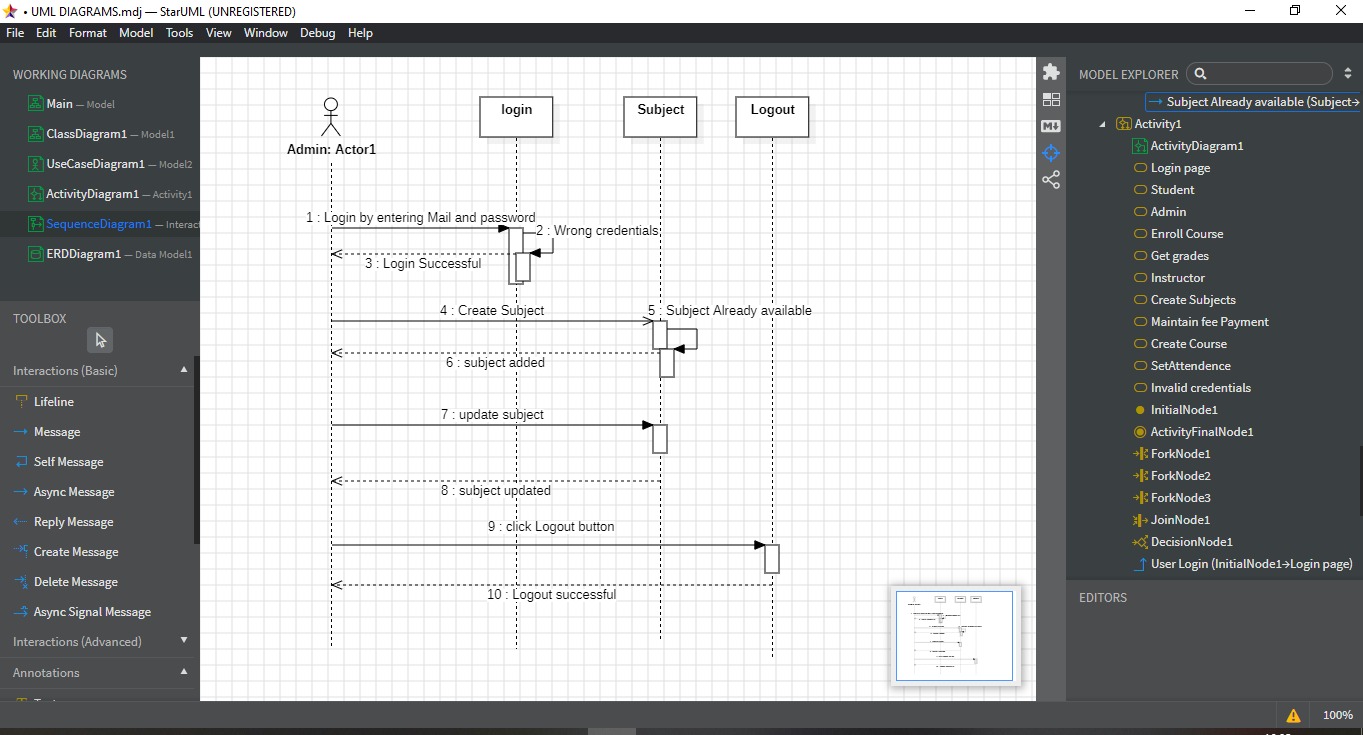 • UML DIAGRAMS.mdj — StarUML (UNREGISTERED)
File Edit Format Model Tools View Window Debug Help
WORKING DIAGRAMS
Main — Model
ClassDiagram1 — Model1
UseCaseDiagram1 — Model2
ActivityDiagram1 — Activity1
SequenceDiagram1 — Interact
ERDDiagram1 — Data Model1
TOOLBOX
Interactions (Basic)
Lifeline
Message
Self Message
Async Message
Reply Message
Create Message
Delete Message
Async Signal Message
Interactions (Advanced)
Annotations
Admin: Actor1
login
Subject
Logout
1 : Login by entering Mail and password
2 : Wrong credentials
3 : Login Successful
4 : Create Subject
5 : Subject Already available
6 : subject added
7 : update subject
8 : subject updated
9 : click Logout button
10 : Logout successful
MODEL EXPLORER
Subject Already available (Subject→
Activity1
ActivityDiagram1
Login page
Student
Admin
Enroll Course
Get grades
Instructor
Create Subjects
Maintain fee Payment
Create Course
SetAttendence
Invalid credentials
InitialNode1
ActivityFinalNode1
ForkNode1
ForkNode2
ForkNode3
JoinNode1
DecisionNode1
User Login (InitialNode1→Login page)
EDITORS
100%